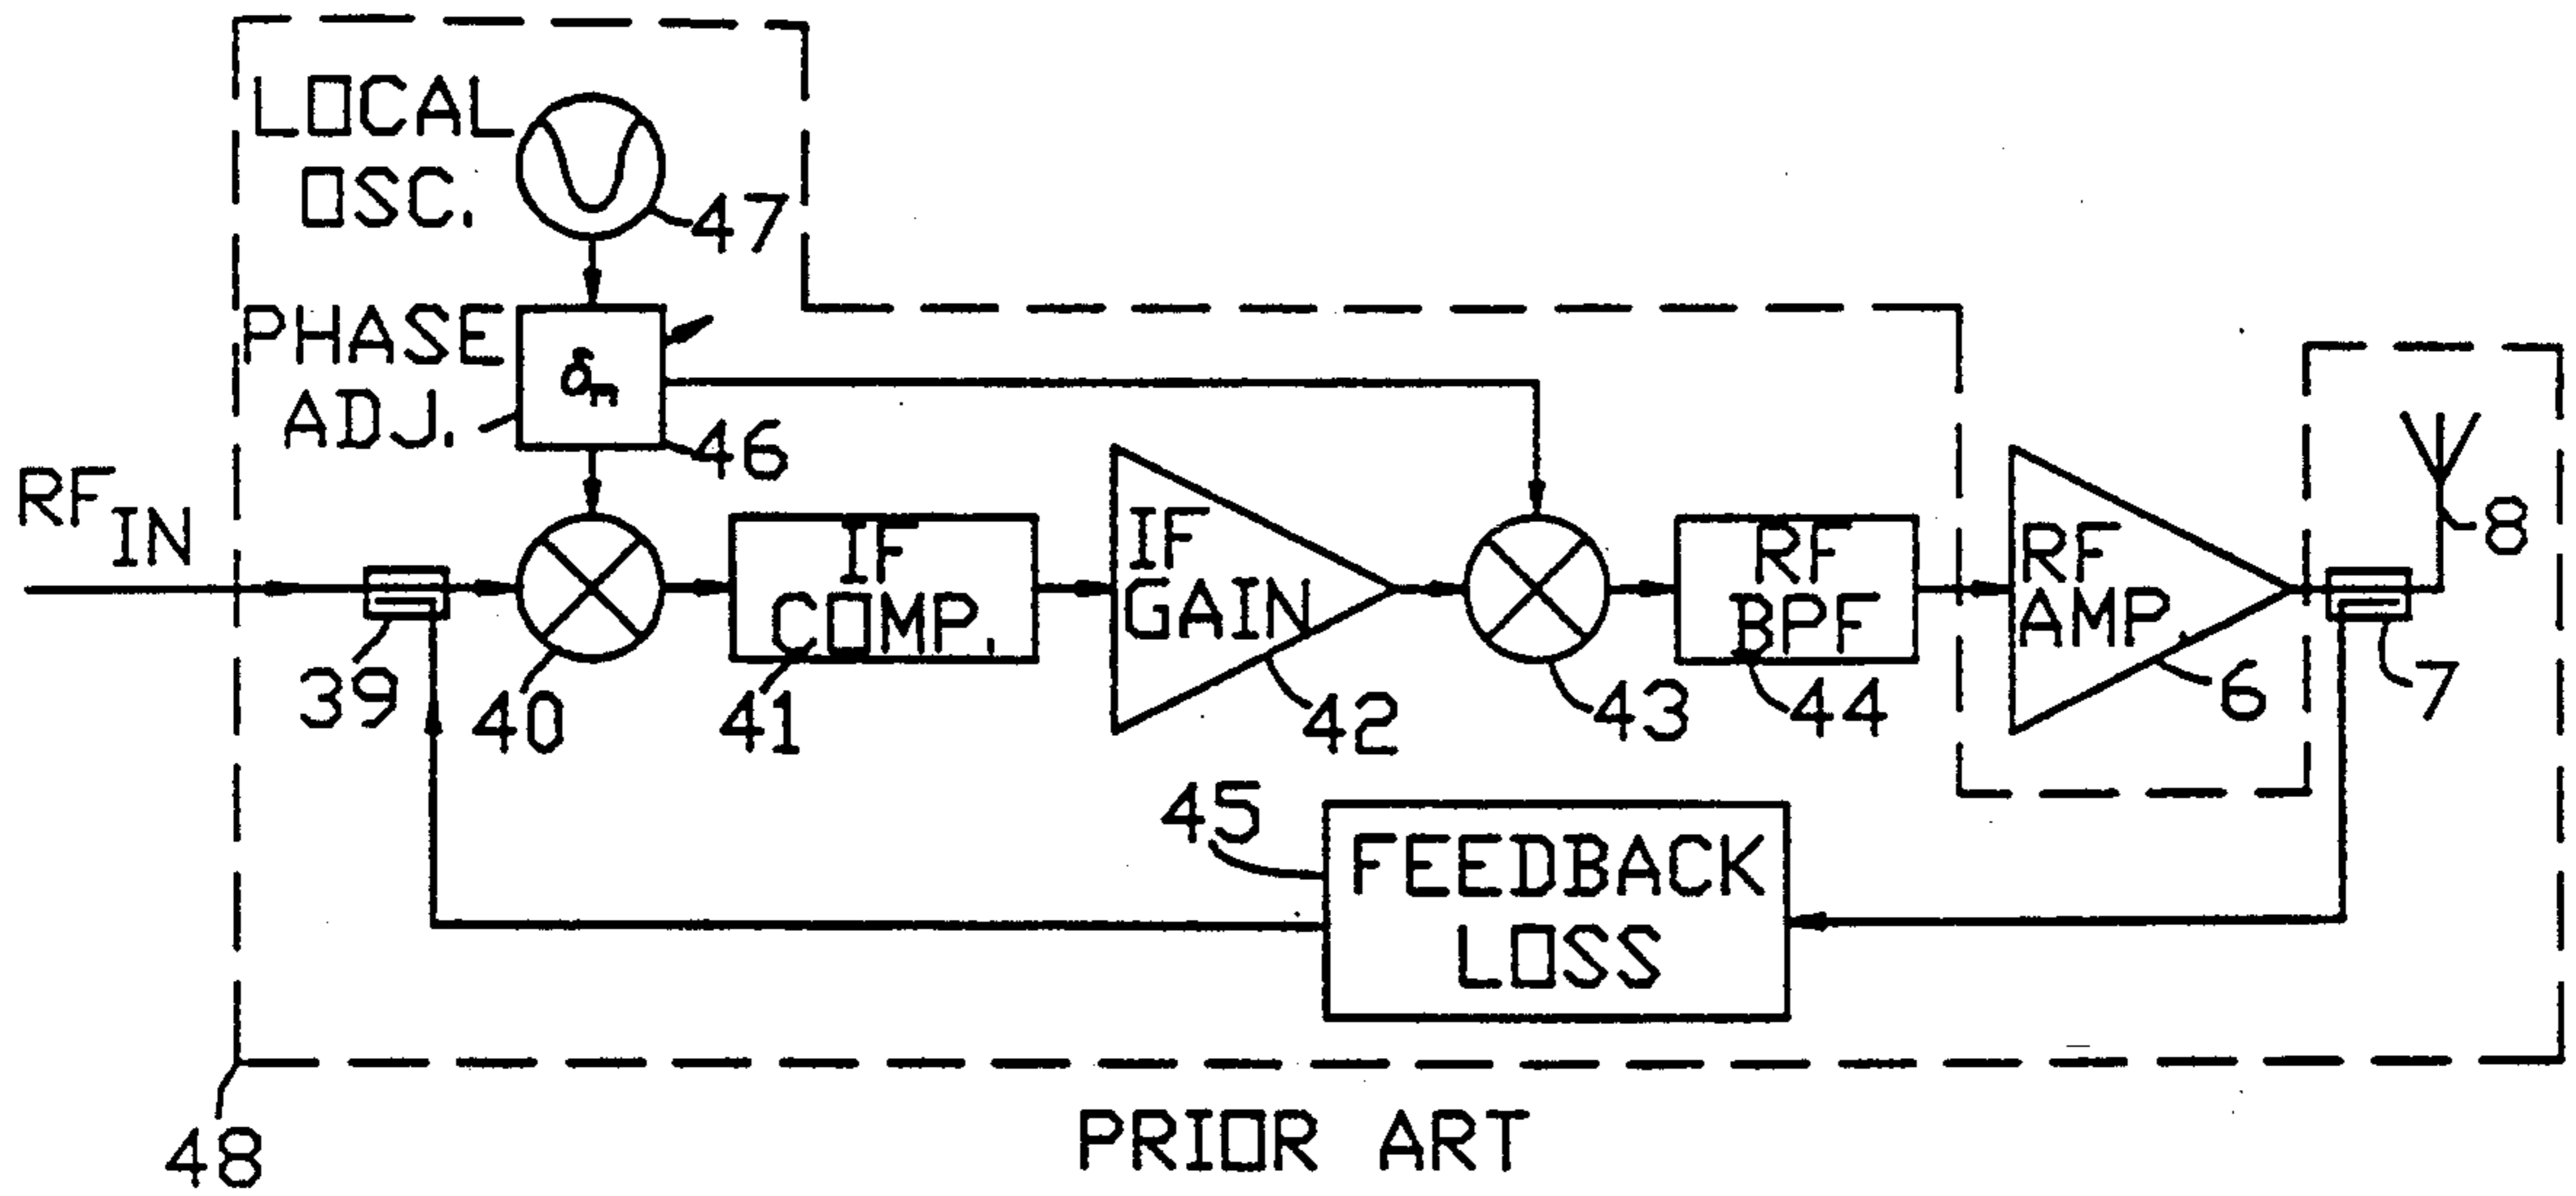 LOCAL
OSC.
47
PHASE
ADJ.
δm
46
RF IN
IF
COMP.
IF
GAIN
RF
BPF
RF
AMP.
8
39
40
41
42
43
44
6
7
45
FEEDBACK
LOSS
48
PRIOR ART